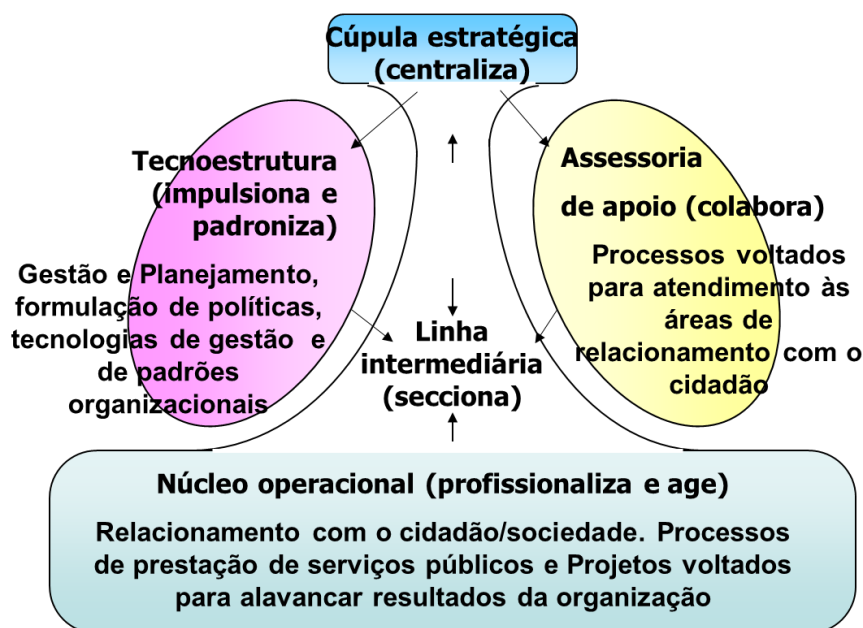 Cúpula estratégica
(centraliza)
Tecnoestrutura
(impulsiona e
padroniza)
Gestão e Planejamento,
formulação de políticas,
tecnologias de gestão e
de padrões
organizacionais
Assessoria
de apoio (colabora)
Processos voltados
para atendimento às
áreas de
relacionamento com o
cidadão
Linha
intermediária
(secciona)
Núcleo operacional (profissionaliza e age)
Relacionamento com o cidadão/sociedade. Processos
de prestação de serviços públicos e Projetos voltados
para alavancar resultados da organização